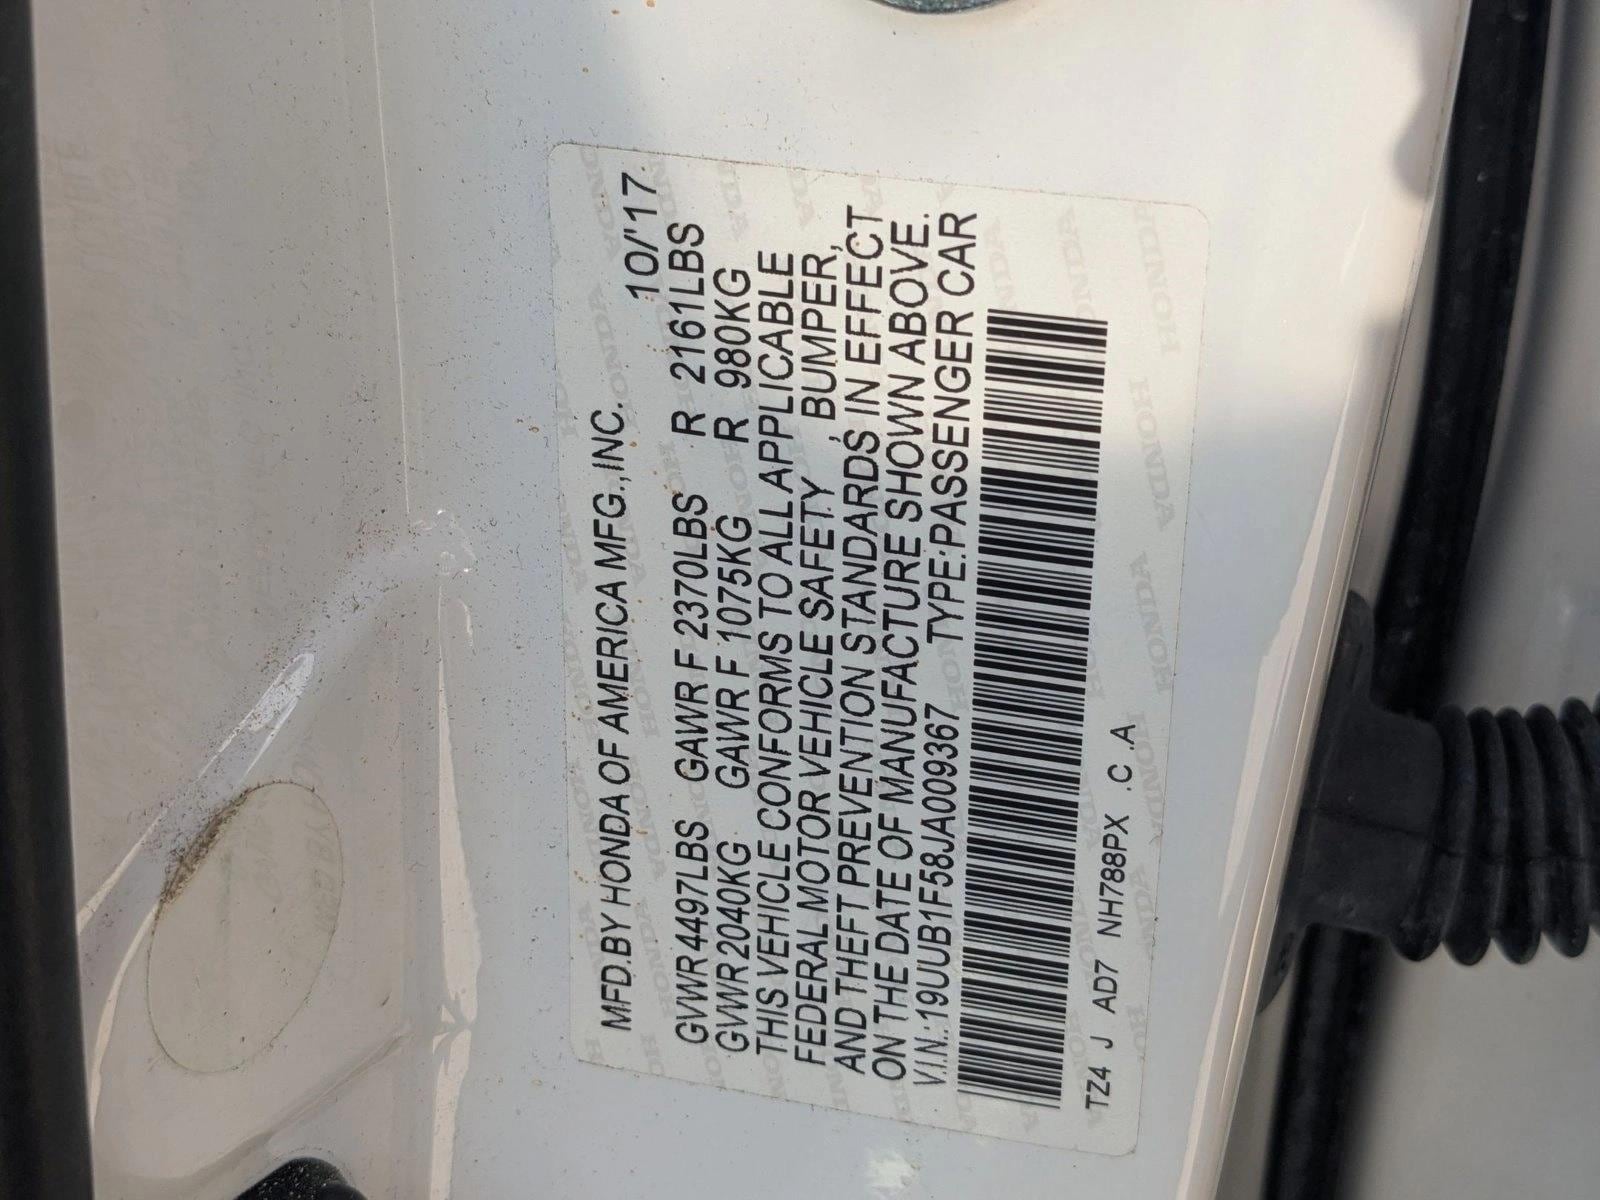 MFD.BY HONDA OF AMERICA MFG.,INC. 10/'17
GVWR 4497LBS GAWR F 2370LBS R 2161LBS
GVWR 2040KG GAWR F 1075KG R 980KG
THIS VEHICLE CONFORMS TO ALL APPLICABLE
FEDERAL MOTOR VEHICLE SAFETY , BUMPER,
AND THEFT PREVENTION STANDARDS IN EFFECT
ON THE DATE OF MANUFACTURE SHOWN ABOVE.
V.I.N.:19UUB1F58JA009367 TYPE:PASSENGER CAR
TZ4 J AD7 NH788PX .C .A